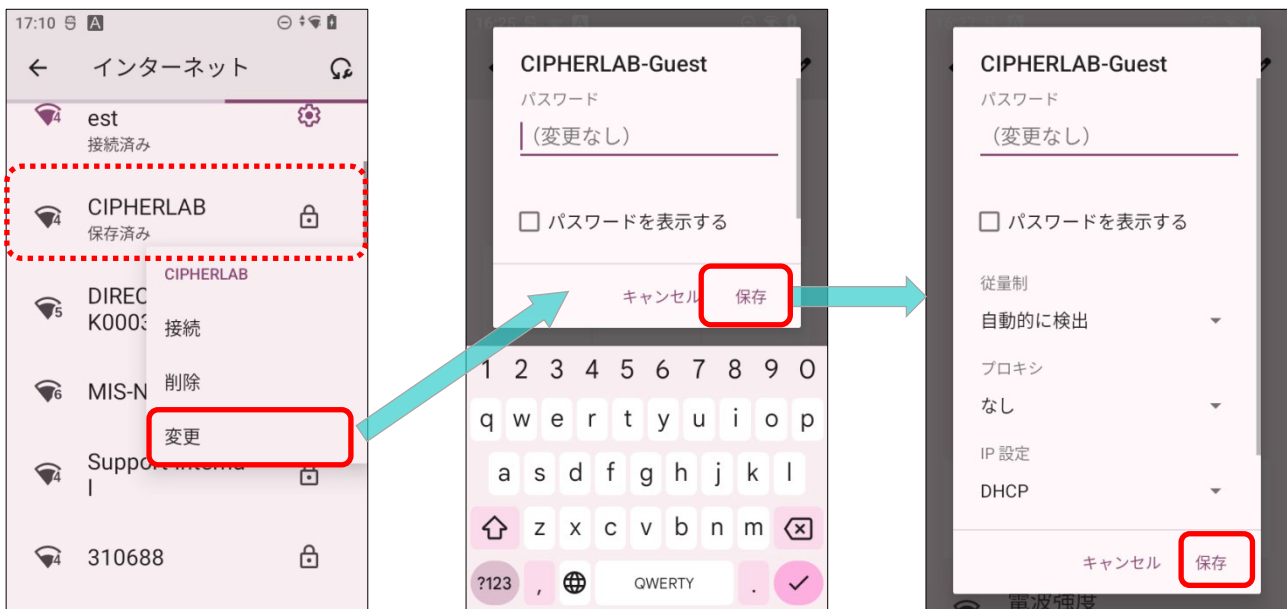 17:10
インターネット
4 est
接続済み
4 CIPHERLAB
保存済み
CIPHERLAB
5 DIREC
K0003
接続
削除
6 MIS-N
変更
4
l
4 310688
CIPHERLAB-Guest
パスワード
(変更なし)
パスワードを表示する
キャンセル 保存
1 2 3 4 5 6 7 8 9 0
q w e r t y u i o p
a s d f g h j k l
z x c v b n m
?123 , QWERTY .
CIPHERLAB-Guest
パスワード
(変更なし)
パスワードを表示する
従量制
自動的に検出
プロキシ
なし
IP 設定
DHCP
キャンセル 保存
電波強度